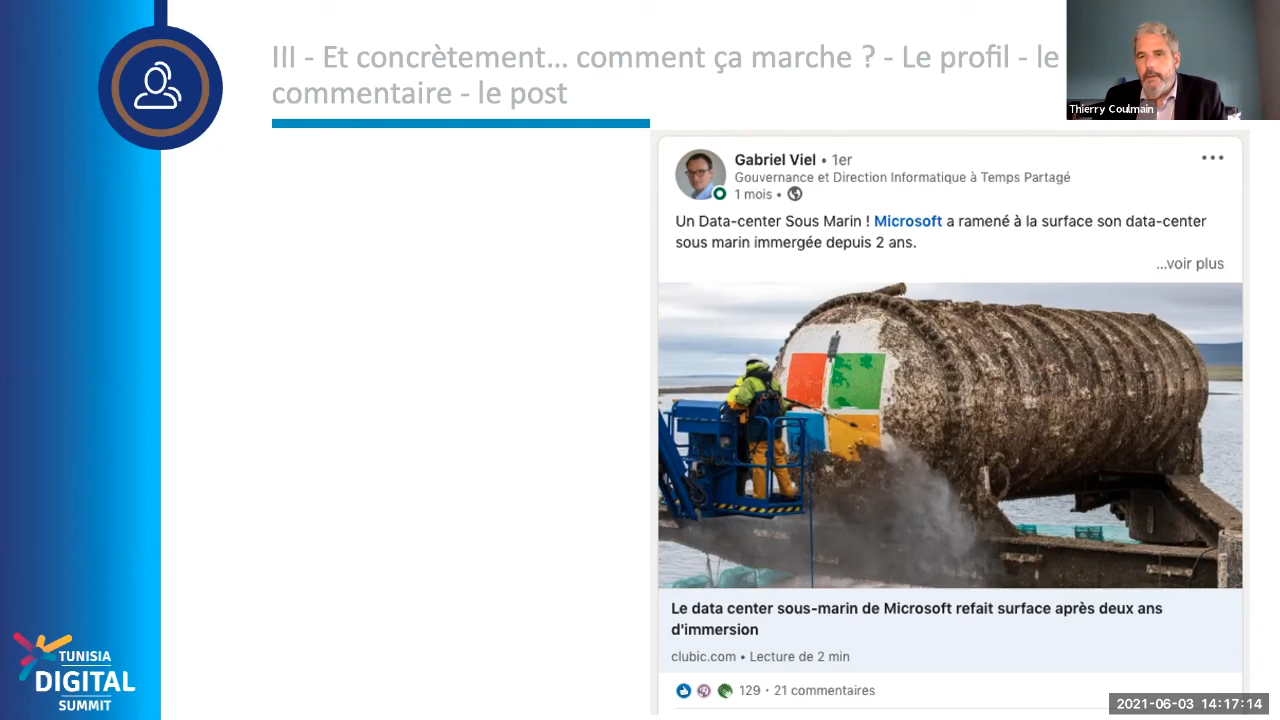 III - Et concrètement... comment ça marche ? - Le profil - le
commentaire - le post
Thierry Coulmain
Gabriel Viel • 1er
Gouvernance et Direction Informatique à Temps Partagé
1 mois •
Un Data-center Sous Marin ! Microsoft a ramené à la surface son data-center
sous marin immergée depuis 2 ans.
...voir plus
Le data center sous-marin de Microsoft refait surface après deux ans
d'immersion
clubic.com • Lecture de 2 min
129 · 21 commentaires
TUNISIA
DIGITAL
SUMMIT
2021-06-03 14:17:14